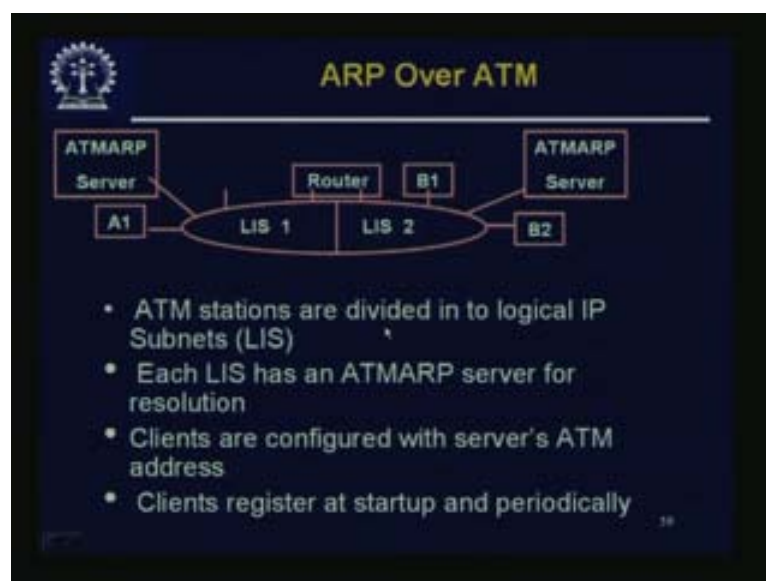 ARP Over ATM
ATMARP
Server
ATMARP
Server
Router
B1
A1
LIS 1
LIS 2
B2
• ATM stations are divided in to logical IP
Subnets (LIS)
• Each LIS has an ATMARP server for
resolution
• Clients are configured with server's ATM
address
• Clients register at startup and periodically